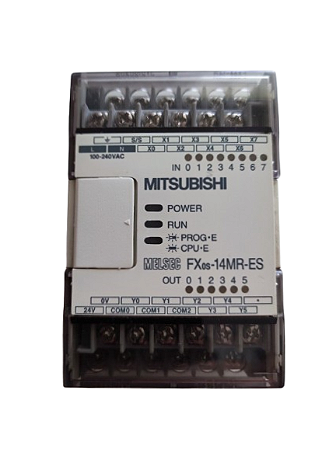 ⏚ S/S X1 X3 X5 X7
L N X0 X2 X4 X6
100-240VAC
IN 0 1 2 3 4 5 6 7
MITSUBISHI
POWER
RUN
PROG·E
CPU·E
MELSEC FX0S-14MR-ES
OUT 0 1 2 3 4 5
0V Y0 Y1 Y2 Y4 •
24V COM0 COM1 COM2 Y3 Y5